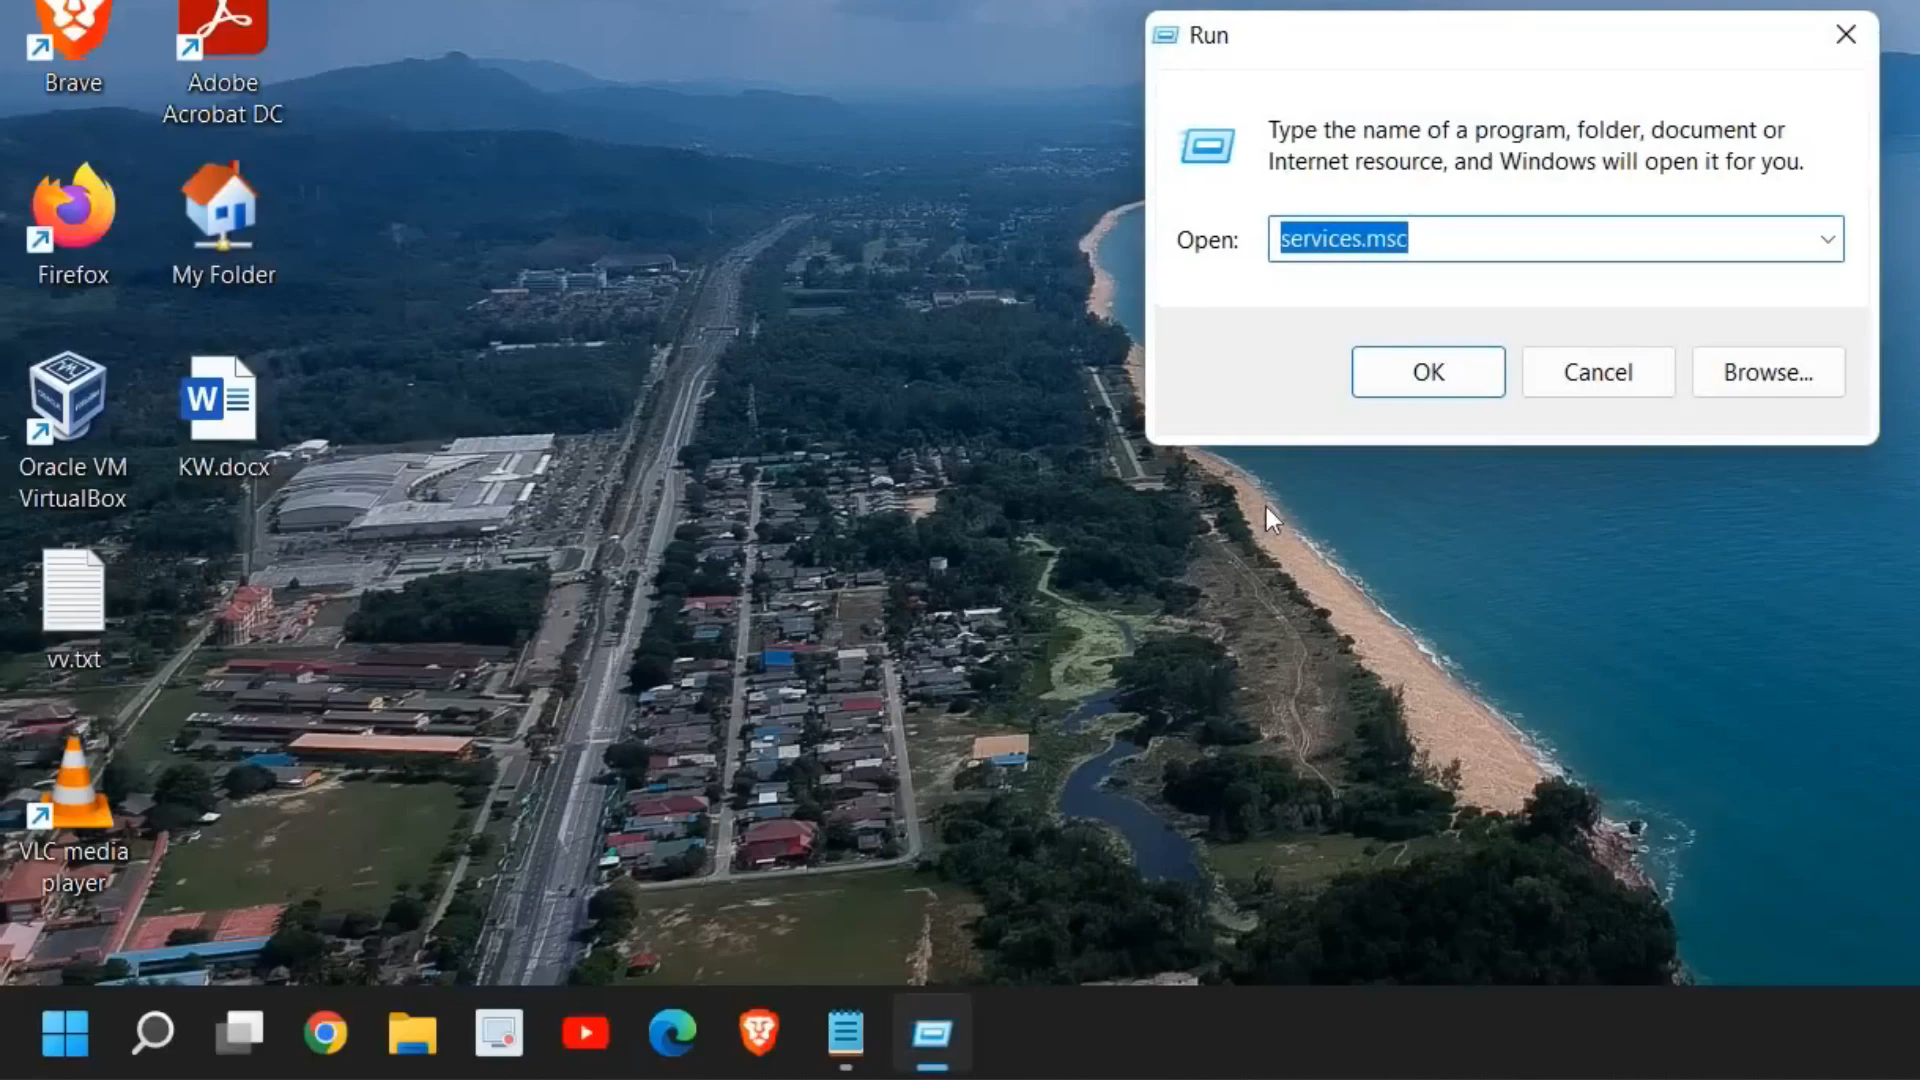 Brave
Adobe
Acrobat DC
Firefox
My Folder
Oracle VM
VirtualBox
W
KW.docx
vv.txt
VLC media
player
Run
Type the name of a program, folder, document or
Internet resource, and Windows will open it for you.
Open:
services.msc
OK
Cancel
Browse...